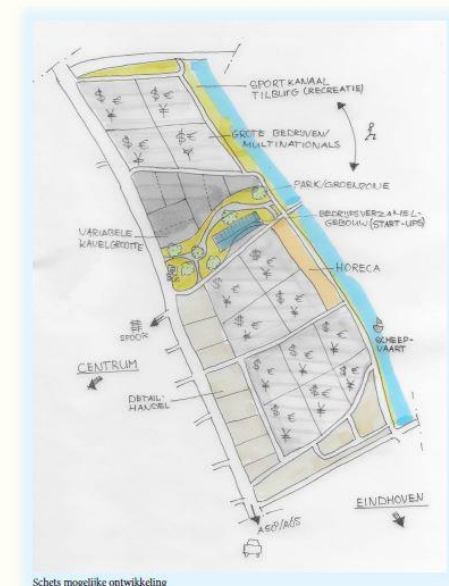 SPORTKANAAL
TILBURG (RECREATIE)
GROTE BEDRIJVEN/
MULTINATIONALS
PARK/GROENZONE
BEDRIJFSVERZAMEL-
GEBOUW (START-UPS)
VARIABELE
KAVELGROOTTE
HORECA
SPOOR
SCHEEP-
VAART
CENTRUM
DETAIL-
HANDEL
EINDHOVEN
A58/A65
Schets mogelijke ontwikkeling